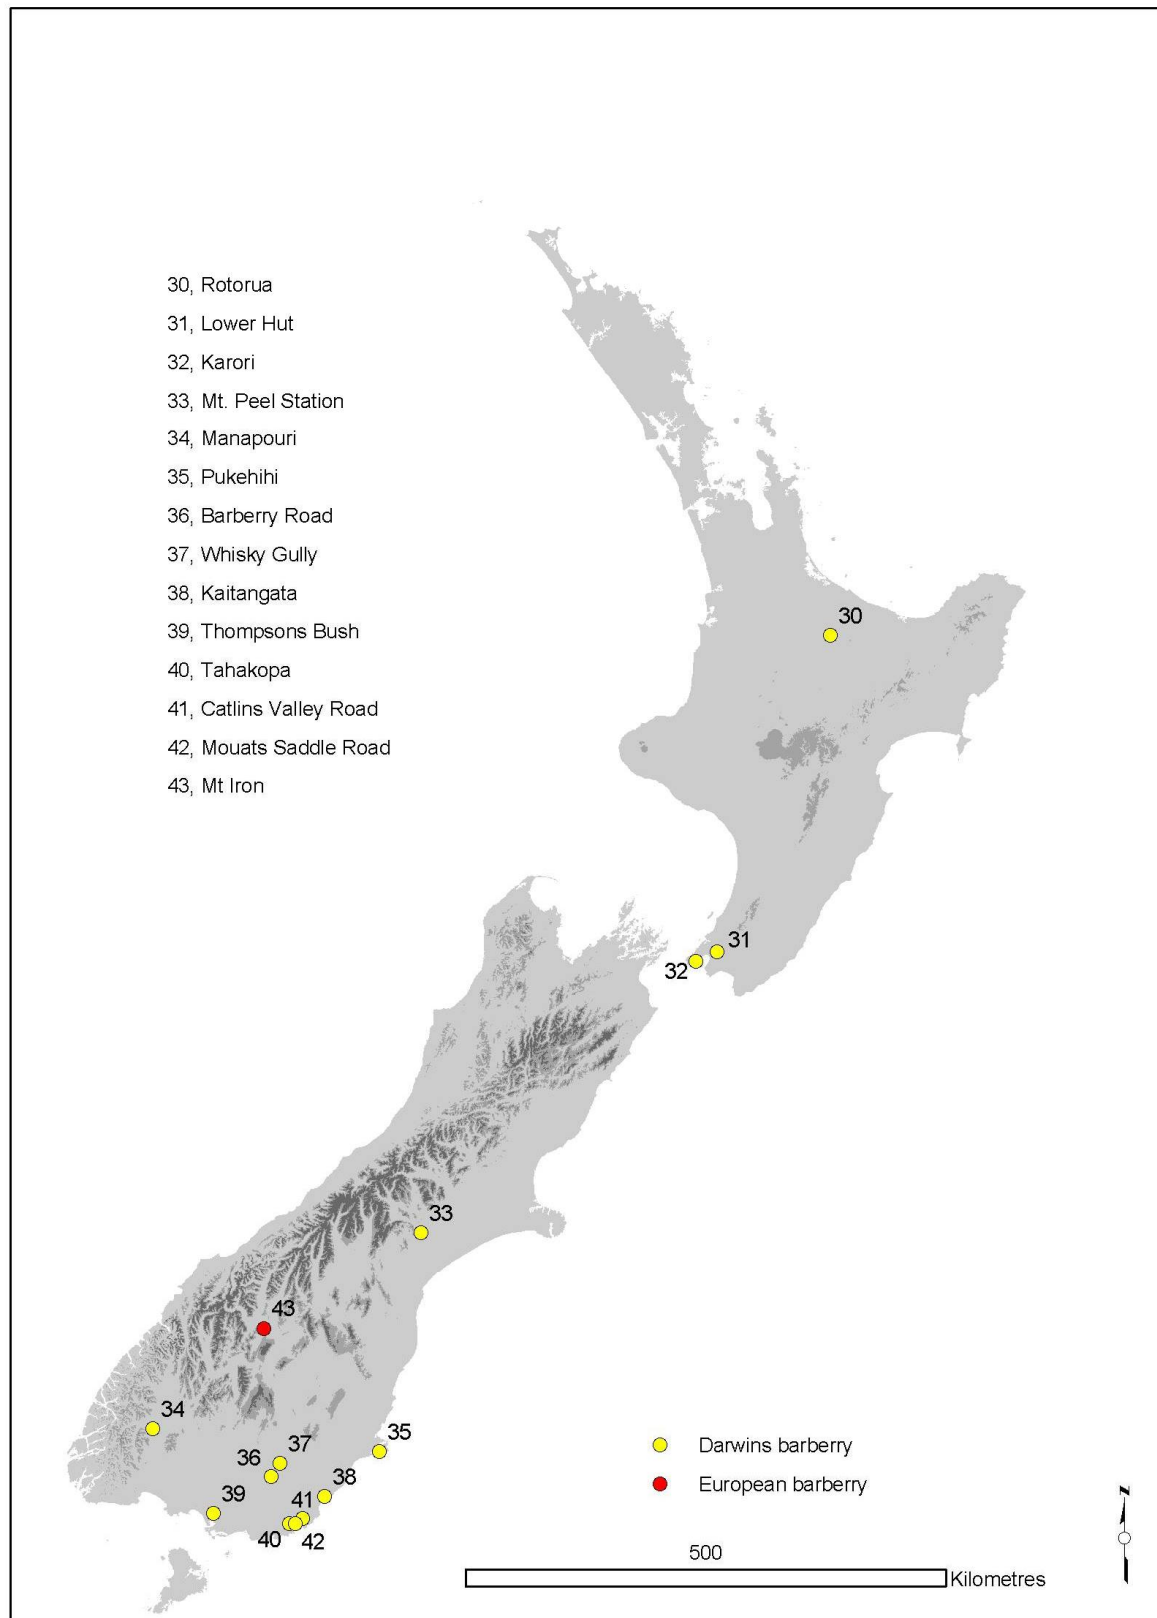 30, Rotorua
31, Lower Hut
32, Karori
33, Mt. Peel Station
34, Manapouri
35, Pukehihi
36, Barberry Road
37, Whisky Gully
38, Kaitangata
39, Thompsons Bush
40, Tahakopa
41, Catlins Valley Road
42, Mouats Saddle Road
43, Mt Iron
30
31
32
33
43
34
35
37
36
38
39
41
40
42
Darwins barberry
European barberry
500
Kilometres
N